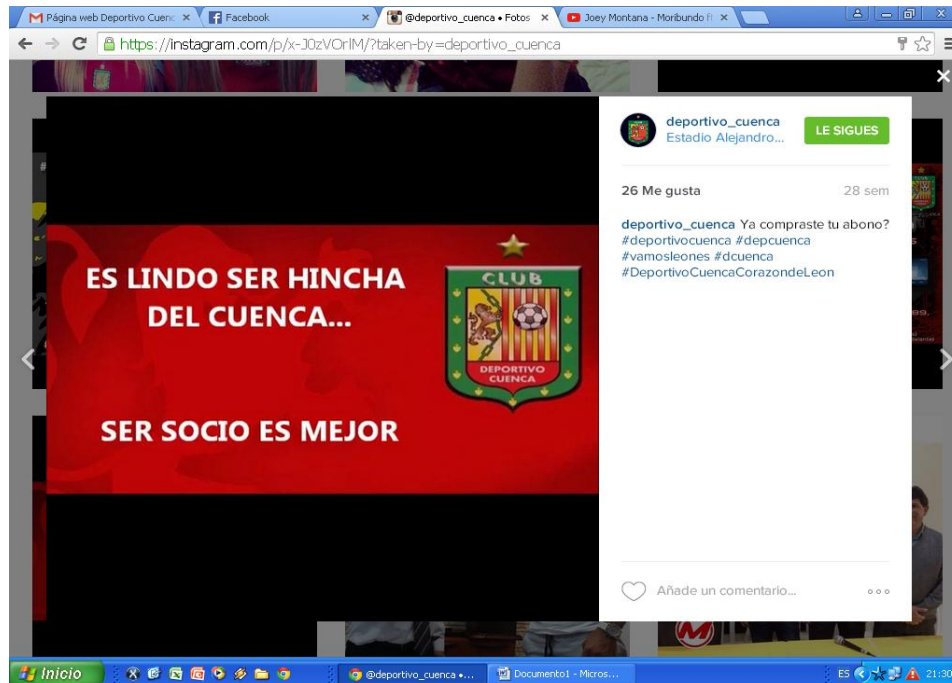 Página web Deportivo Cuenc
Facebook
@deportivo_cuenca • Fotos
Joey Montana - Moribundo f
https://instagram.com/p/x-J0zVOrlM/?taken-by=deportivo_cuenca
deportivo_cuenca
Estadio Alejandro...
LE SIGUES
26 Me gusta
28 sem
deportivo_cuenca Ya compraste tu abono?
#deportivocuenca #depcuenca
#vamosleones #dcuenca
#DeportivoCuencaCorazondeLeon
ES LINDO SER HINCHA
DEL CUENCA...
SER SOCIO ES MEJOR
CLUB
DEPORTIVO
CUENCA
Añade un comentario...
Inicio
@deportivo_cuenca •...
Documento1 - Micros...
ES
21:30